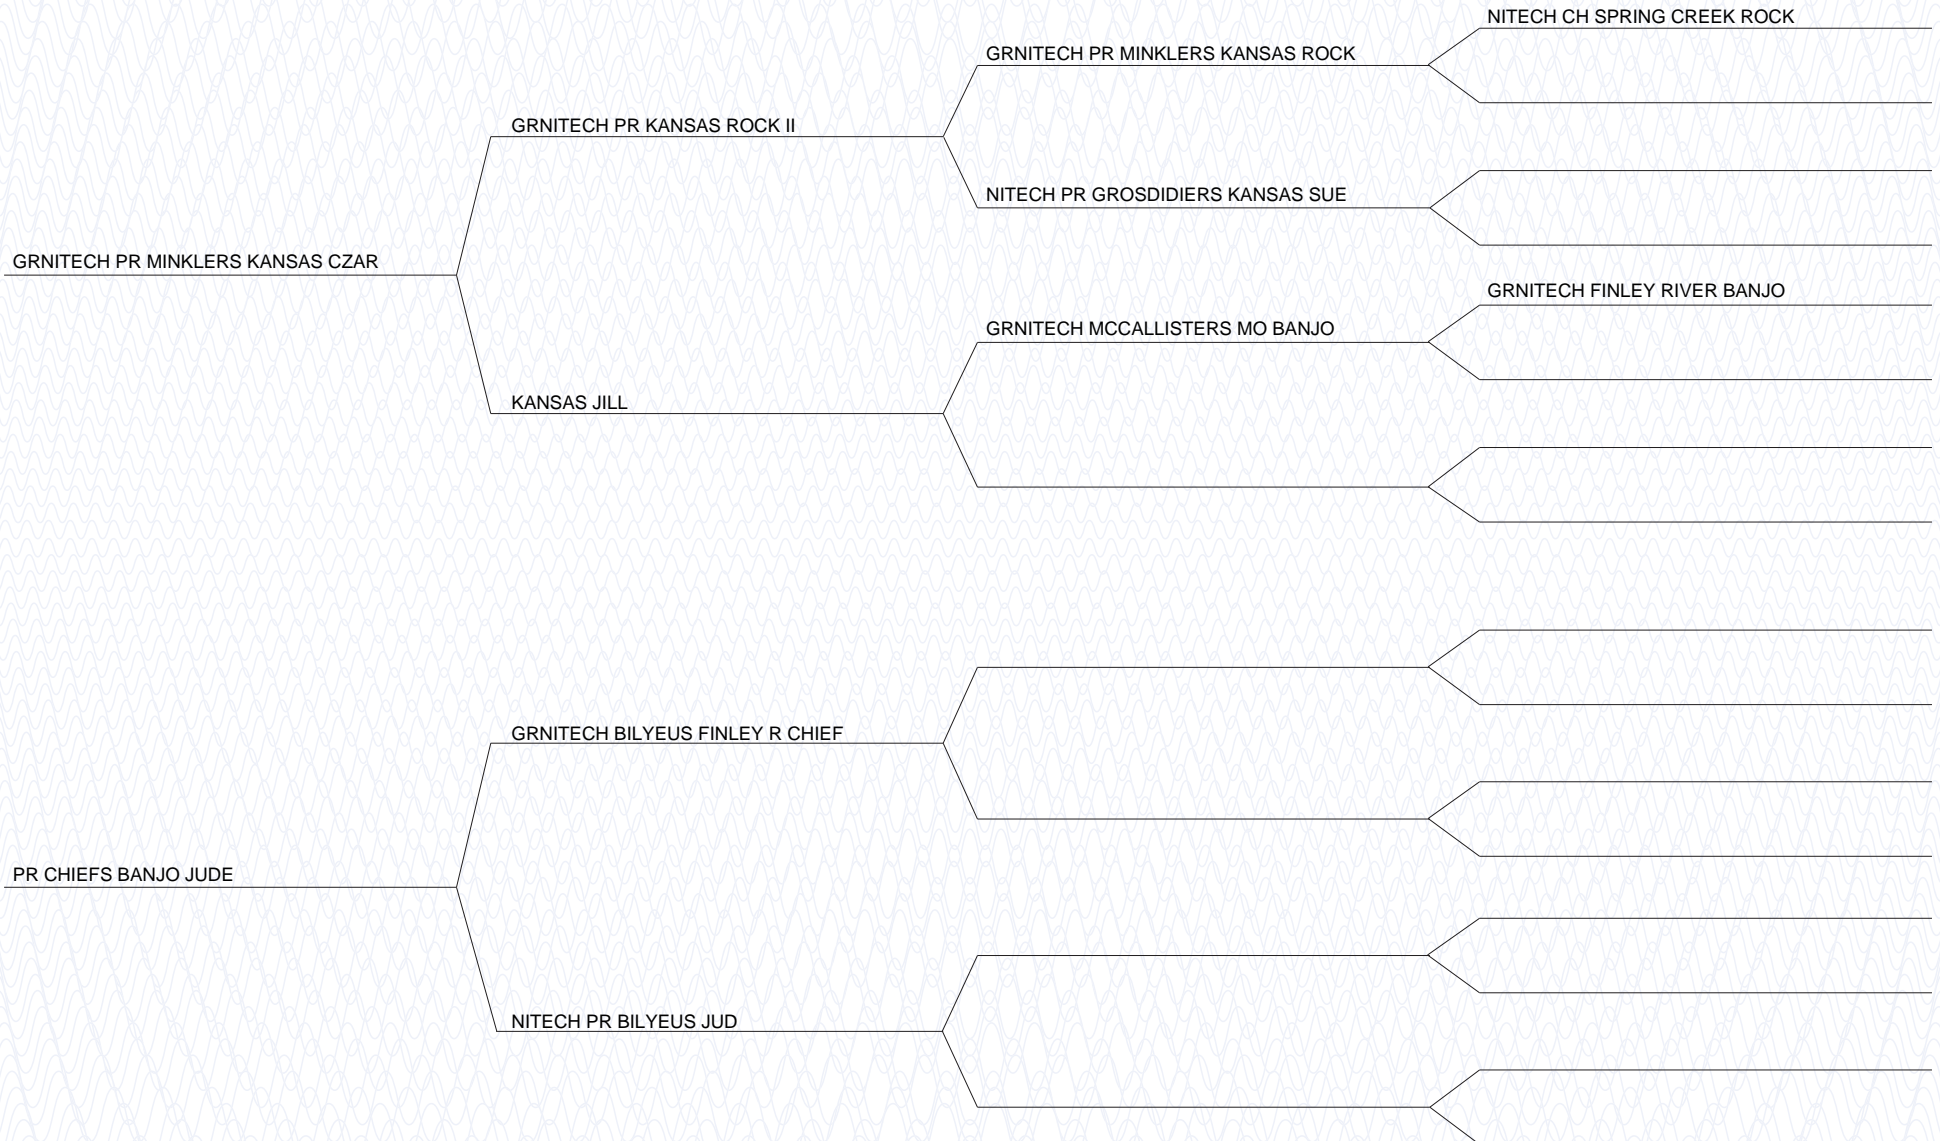 NITECH CH SPRING CREEK ROCK
GRNITECH PR MINKLERS KANSAS ROCK
GRNITECH PR KANSAS ROCK II
NITECH PR GROSDIDIERS KANSAS SUE
GRNITECH PR MINKLERS KANSAS CZAR
GRNITECH FINLEY RIVER BANJO
GRNITECH MCCALLISTERS MO BANJO
KANSAS JILL
GRNITECH BILYEUS FINLEY R CHIEF
PR CHIEFS BANJO JUDE
NITECH PR BILYEUS JUD